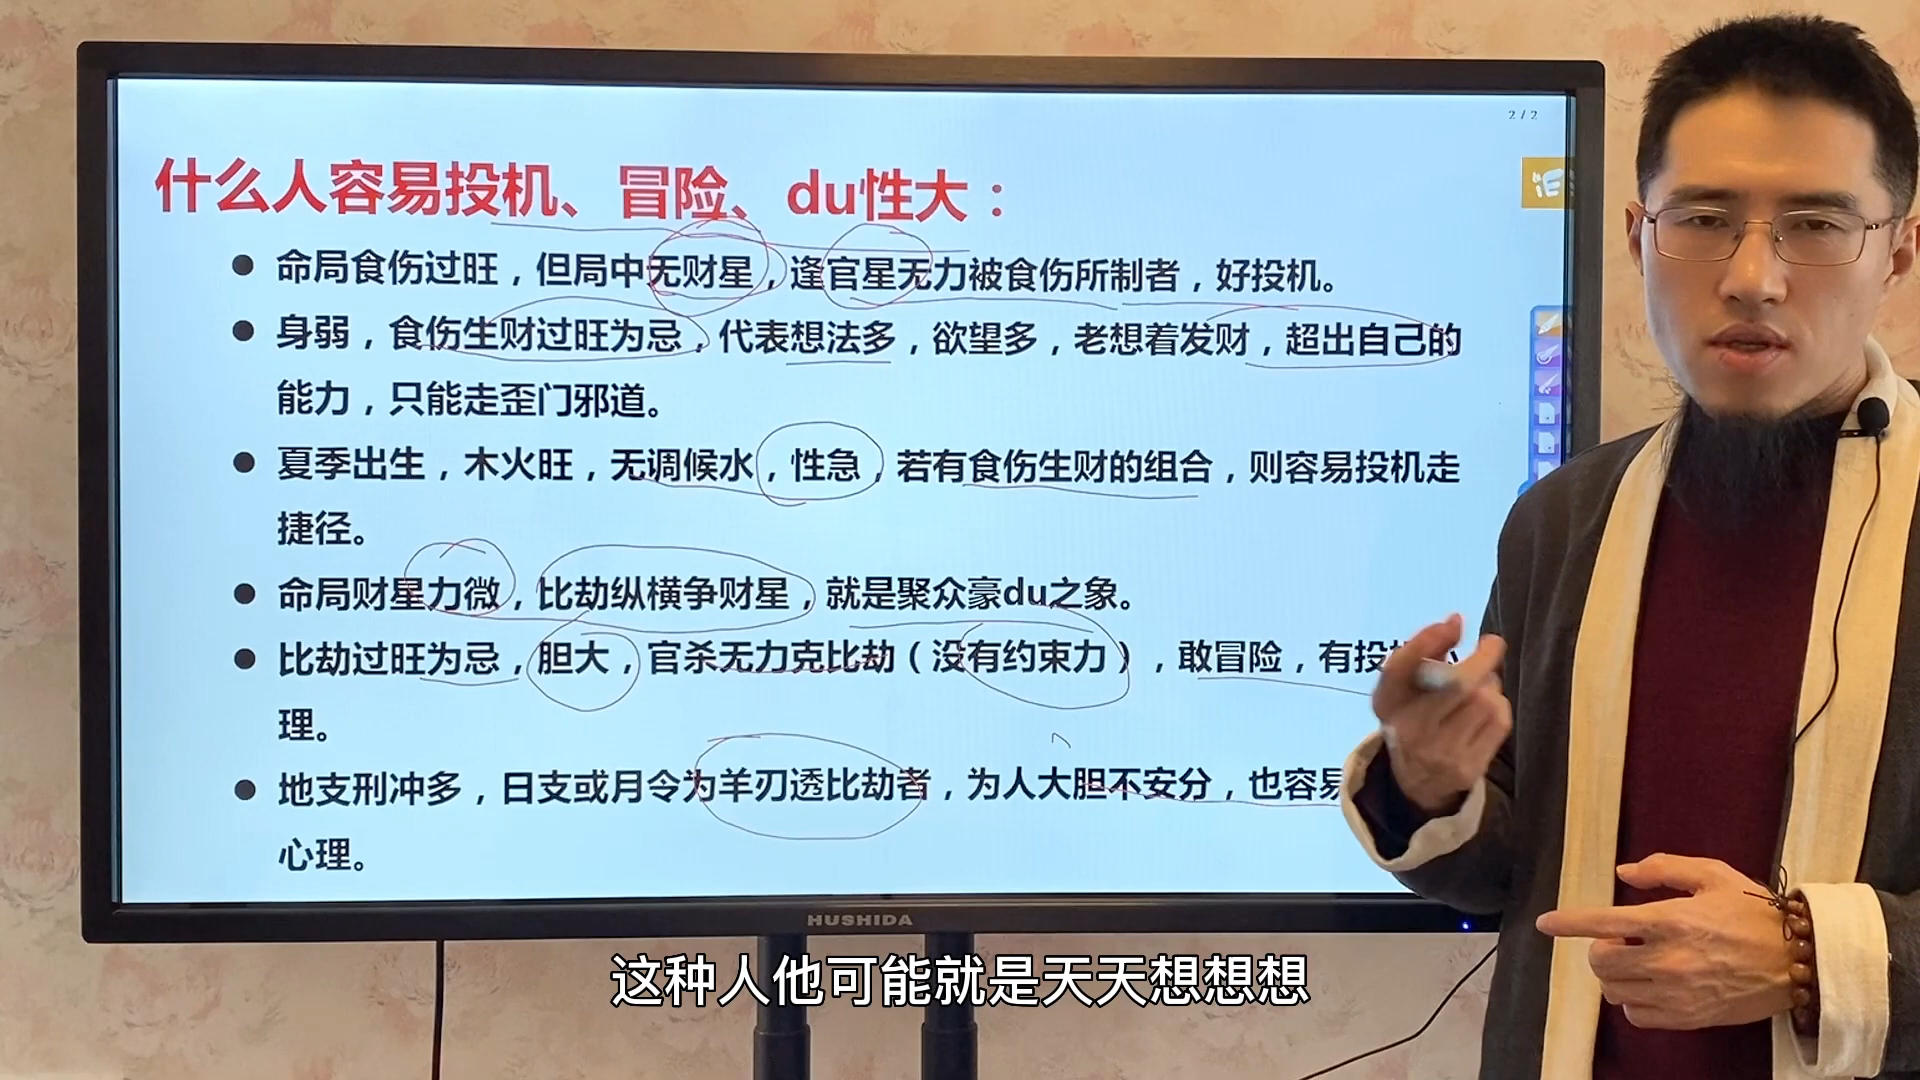 2 / 2
什么人容易投机、冒险、du性大：
● 命局食伤过旺，但局中无财星，逢官星无力被食伤所制者，好投机。
● 身弱，食伤生财过旺为忌，代表想法多，欲望多，老想着发财，超出自己的
能力，只能走歪门邪道。
● 夏季出生，木火旺，无调候水，性急，若有食伤生财的组合，则容易投机走
捷径。
● 命局财星力微，比劫纵横争财星，就是聚众豪du之象。
● 比劫过旺为忌，胆大，官杀无力克比劫（没有约束力），敢冒险，有投
理。
● 地支刑冲多，日支或月令为羊刃透比劫者，为人大胆不安分，也容易
心理。
HUSHIDA
这种人他可能就是天天想想想